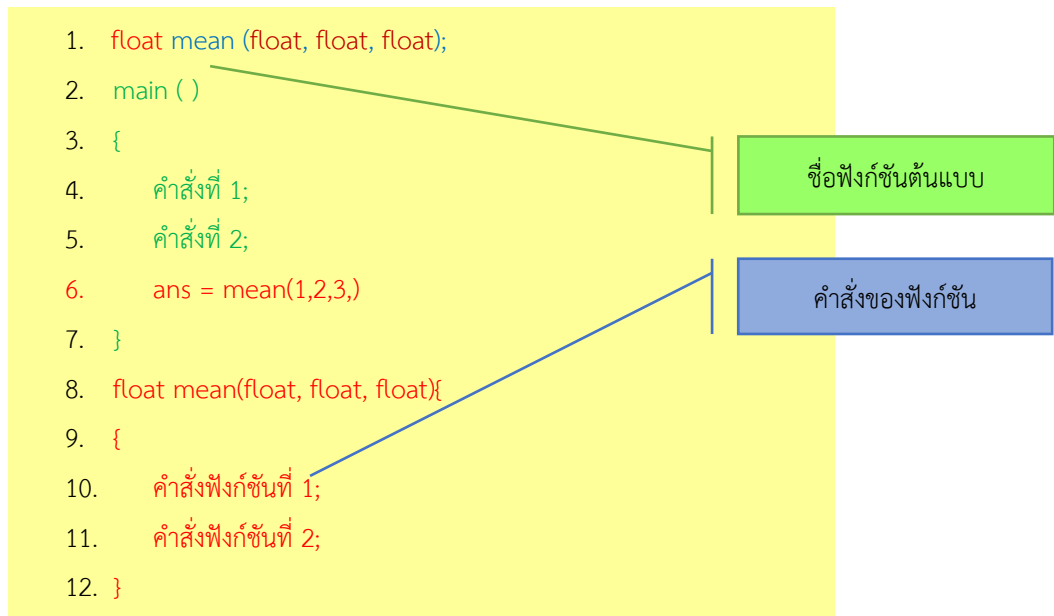 1. float mean (float, float, float);
2. main ( )
3. {
4. คำสั่งที่ 1;
5. คำสั่งที่ 2;
6. ans = mean(1,2,3,)
7. }
8. float mean(float, float, float){
9. {
10. คำสั่งฟังก์ชันที่ 1;
11. คำสั่งฟังก์ชันที่ 2;
12. }
ชื่อฟังก์ชันต้นแบบ
คำสั่งของฟังก์ชัน